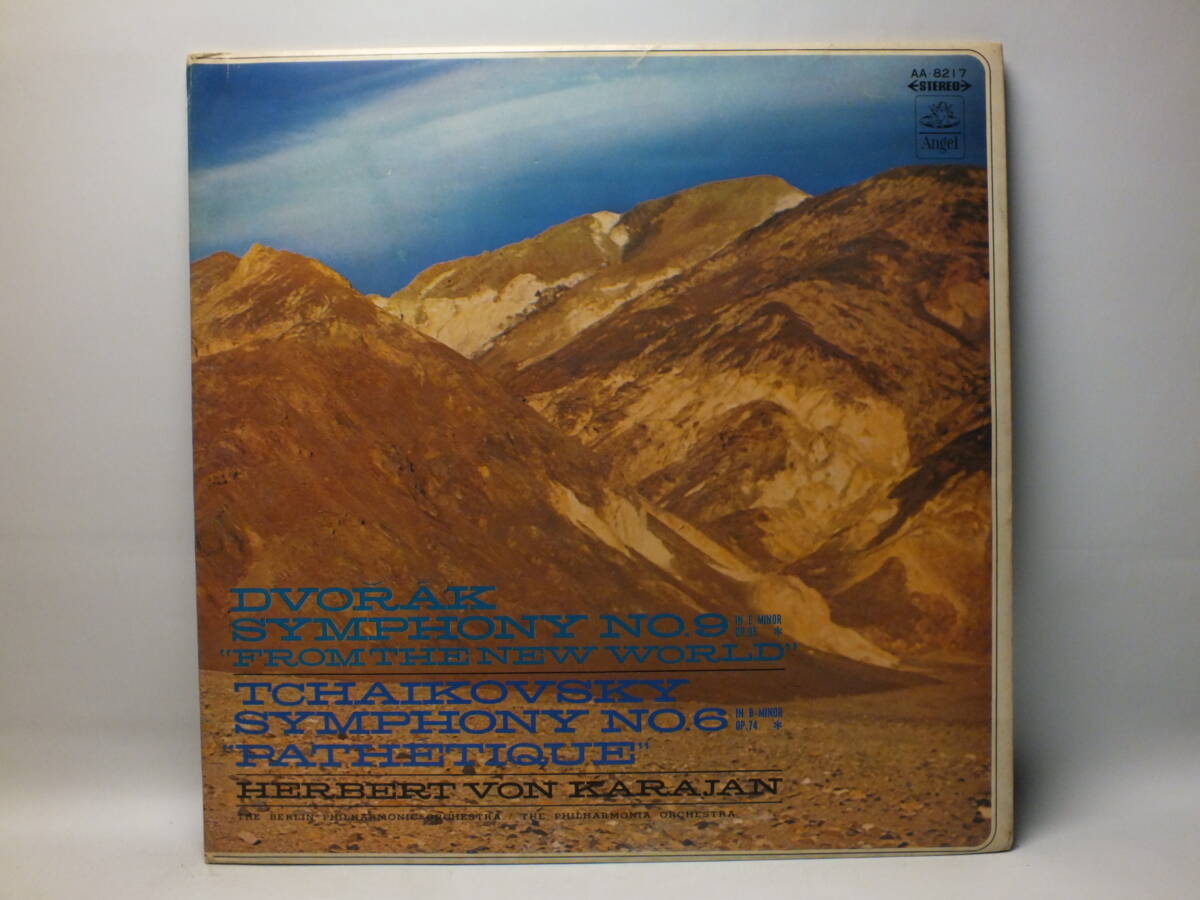 AA·8217
STEREO
Angel
DVOŘÁK
SYMPHONY NO.9 IN E MINOR OP.95 *
"FROM THE NEW WORLD"
TCHAIKOVSKY
SYMPHONY NO.6 IN B-MINOR OP.74 *
"PATHETIQUE"
HERBERT VON KARAJAN
THE BERLIN PHILHARMONIC ORCHESTRA / THE PHILHARMONIA ORCHESTRA